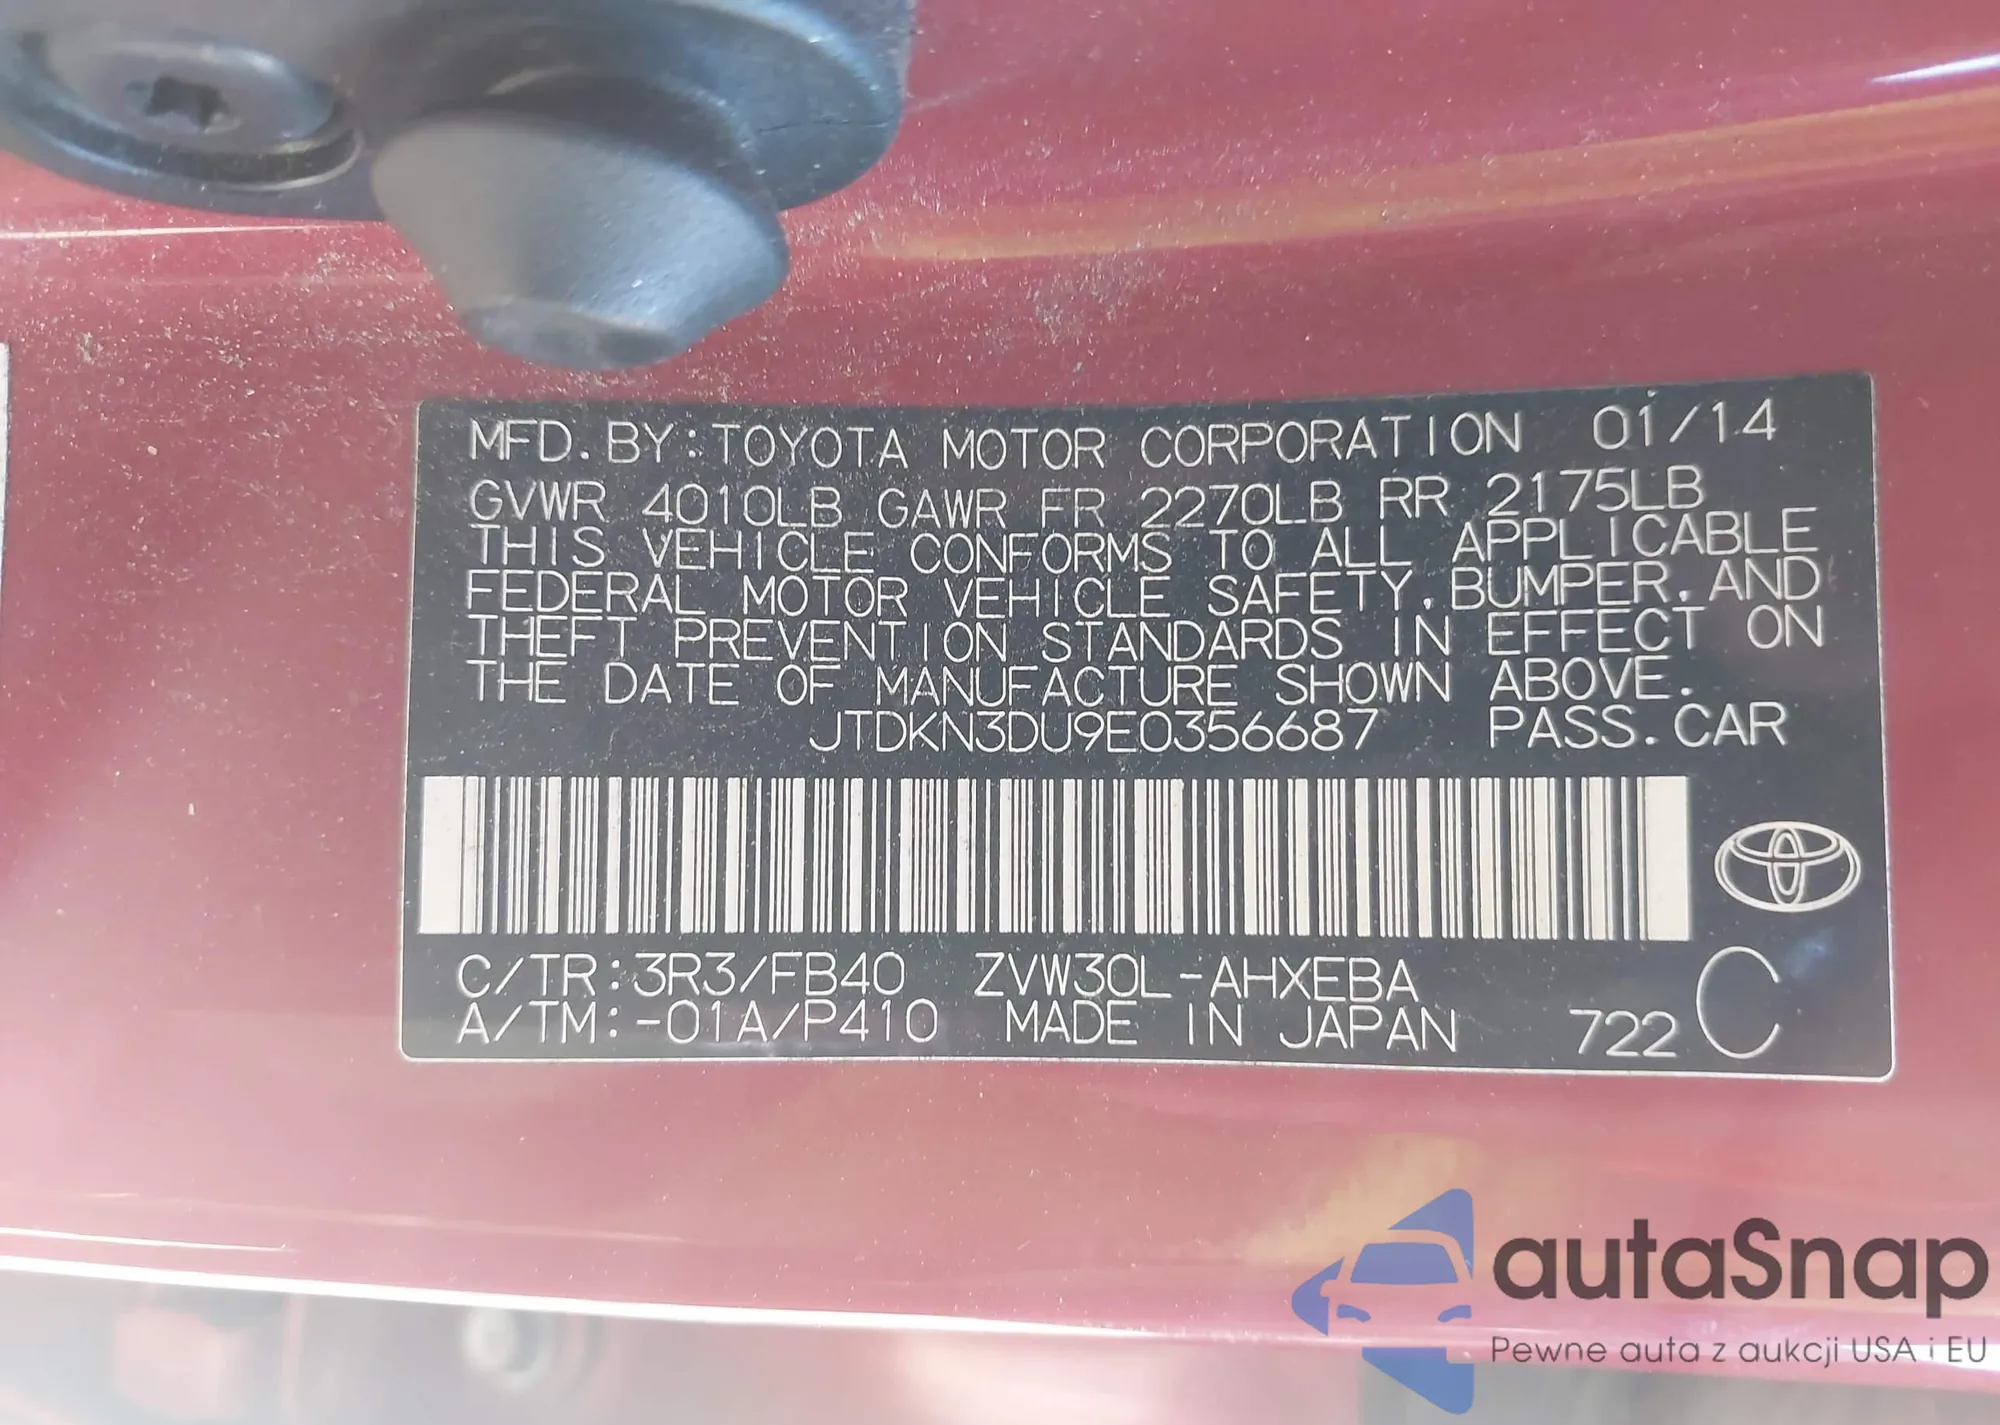 MFD. BY:TOYOTA MOTOR CORPORATION 01/14
GVWR 4010LB GAWR FR 2270LB RR 2175LB
THIS VEHICLE CONFORMS TO ALL APPLICABLE
FEDERAL MOTOR VEHICLE SAFETY, BUMPER, AND
THEFT PREVENTION STANDARDS IN EFFECT ON
THE DATE OF MANUFACTURE SHOWN ABOVE.
JTDKN3DU9E0356687 PASS. CAR
C/TR:3R3/FB40 ZVW30L-AHXEBA
A/TM:-01A/P410 MADE IN JAPAN 722 C
autaSnap
Pewne auta z aukcji USA i EU